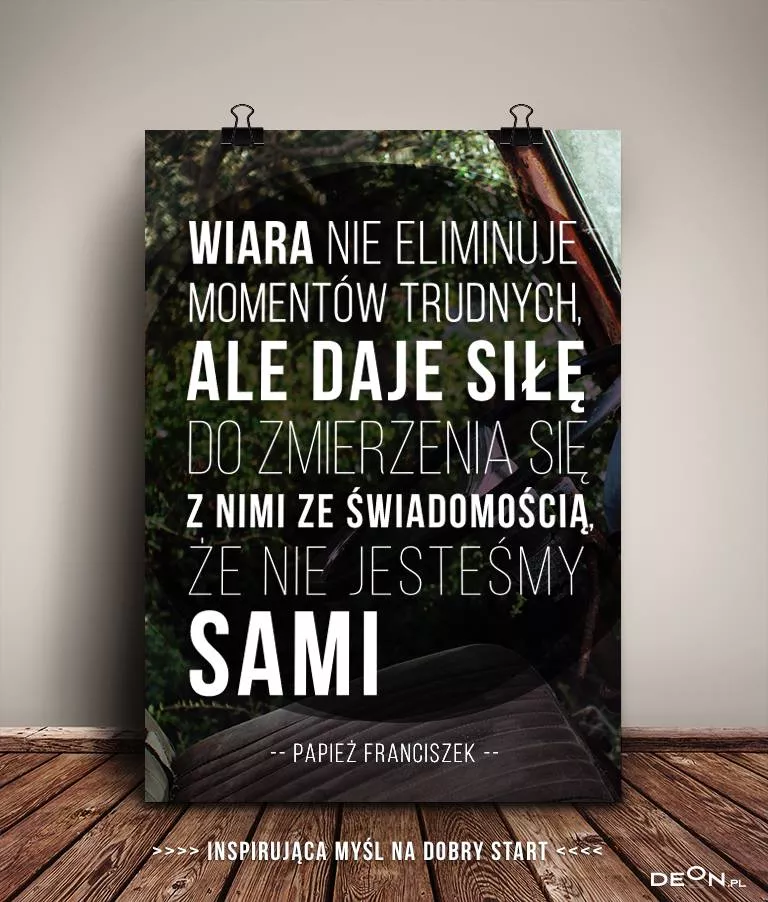 WIARA NIE ELIMINUJE
MOMENTÓW TRUDNYCH,
ALE DAJE SIŁĘ
DO ZMIERZENIA SIĘ
Z NIMI ZE ŚWIADOMOŚCIĄ,
ŻE NIE JESTEŚMY
SAMI
-- PAPIEŻ FRANCISZEK --
>>>> INSPIRUJĄCA MYŚL NA DOBRY START <<<<
DEON.PL